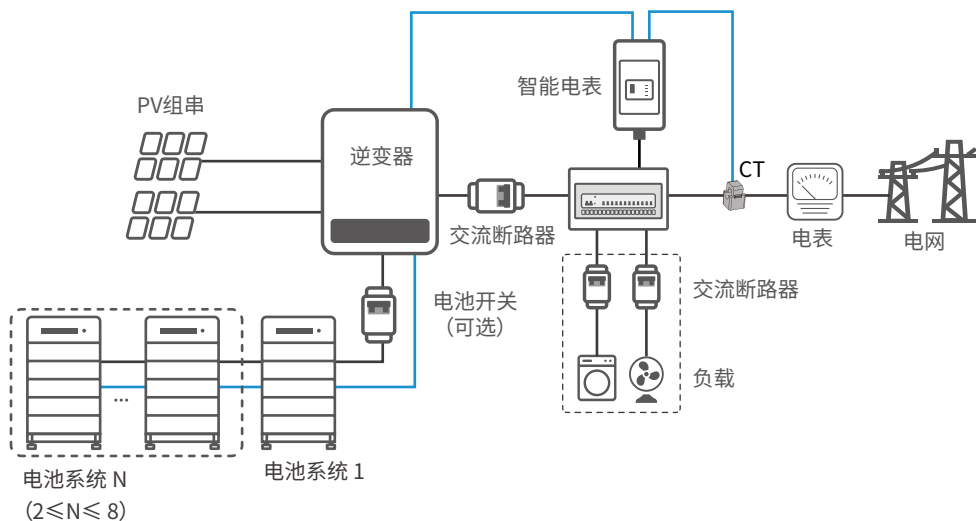 智能电表
PV组串
逆变器
CT
交流断路器
电表
电网
电池开关
（可选）
交流断路器
负载
电池系统 N
（2≤N≤ 8）
电池系统 1